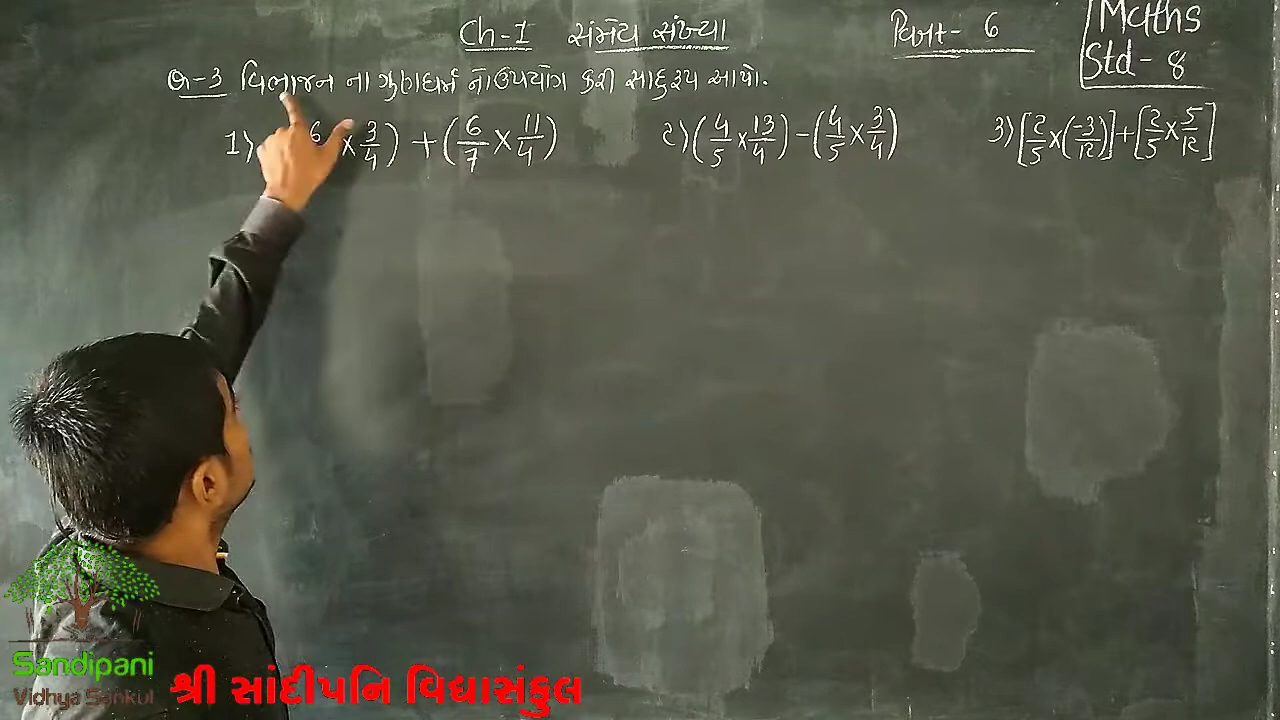 Ch-1 સંમેય સંખ્યા વિભાગ- 6 Maths
Std - 8
પ્ર-3 વિભાજન ના ગુણધર્મ નો ઉપયોગ કરી સાદુરૂપ આપો.
1) 6 × 3/4) + (6/7 × 11/4) 2) (4/5 × 13/4) - (4/5 × 3/4) 3) [2/5 × (-3/12)] + [2/5 × 5/12]
Sandipani
Vidhya Sankul
શ્રી સાંદીપનિ વિદ્યાસંકુલ